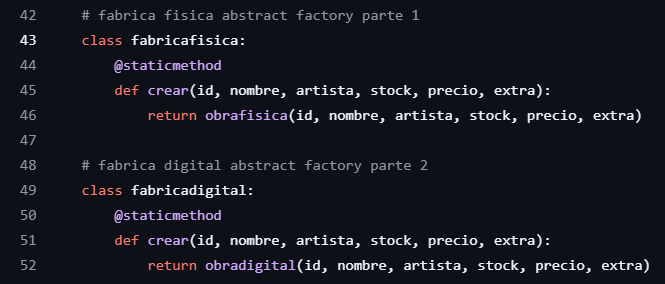 42 # fabrica fisica abstract factory parte 1
43 class fabricafisica:
44 @staticmethod
45 def crear(id, nombre, artista, stock, precio, extra):
46 return obrafisica(id, nombre, artista, stock, precio, extra)
47
48 # fabrica digital abstract factory parte 2
49 class fabricadigital:
50 @staticmethod
51 def crear(id, nombre, artista, stock, precio, extra):
52 return obradigital(id, nombre, artista, stock, precio, extra)